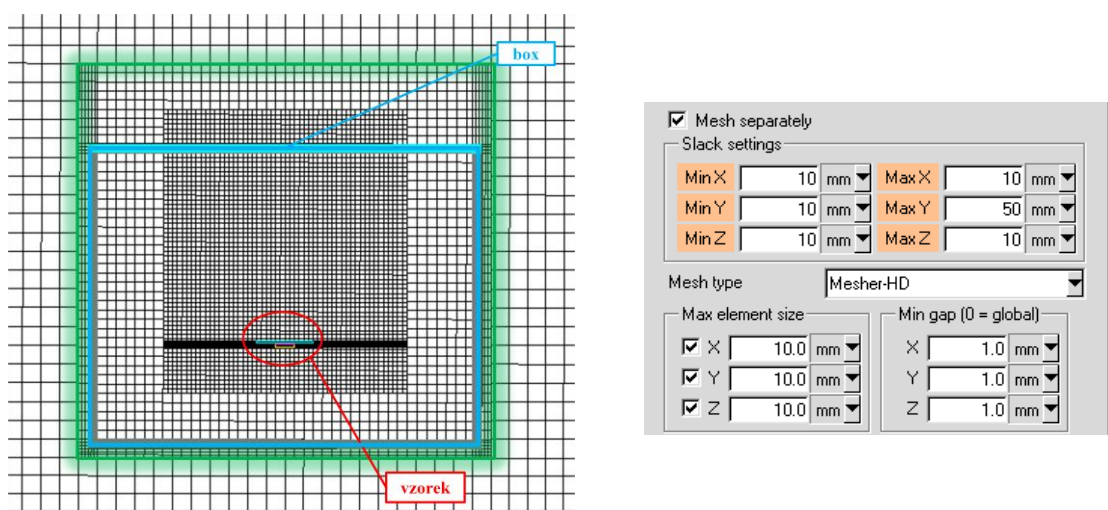 box
vzorek
Mesh separately
Slack settings
Min X 10 mm Max X 10 mm
Min Y 10 mm Max Y 50 mm
Min Z 10 mm Max Z 10 mm
Mesh type Mesher-HD
Max element size Min gap (0 = global)
X 10.0 mm X 1.0 mm
Y 10.0 mm Y 1.0 mm
Z 10.0 mm Z 1.0 mm